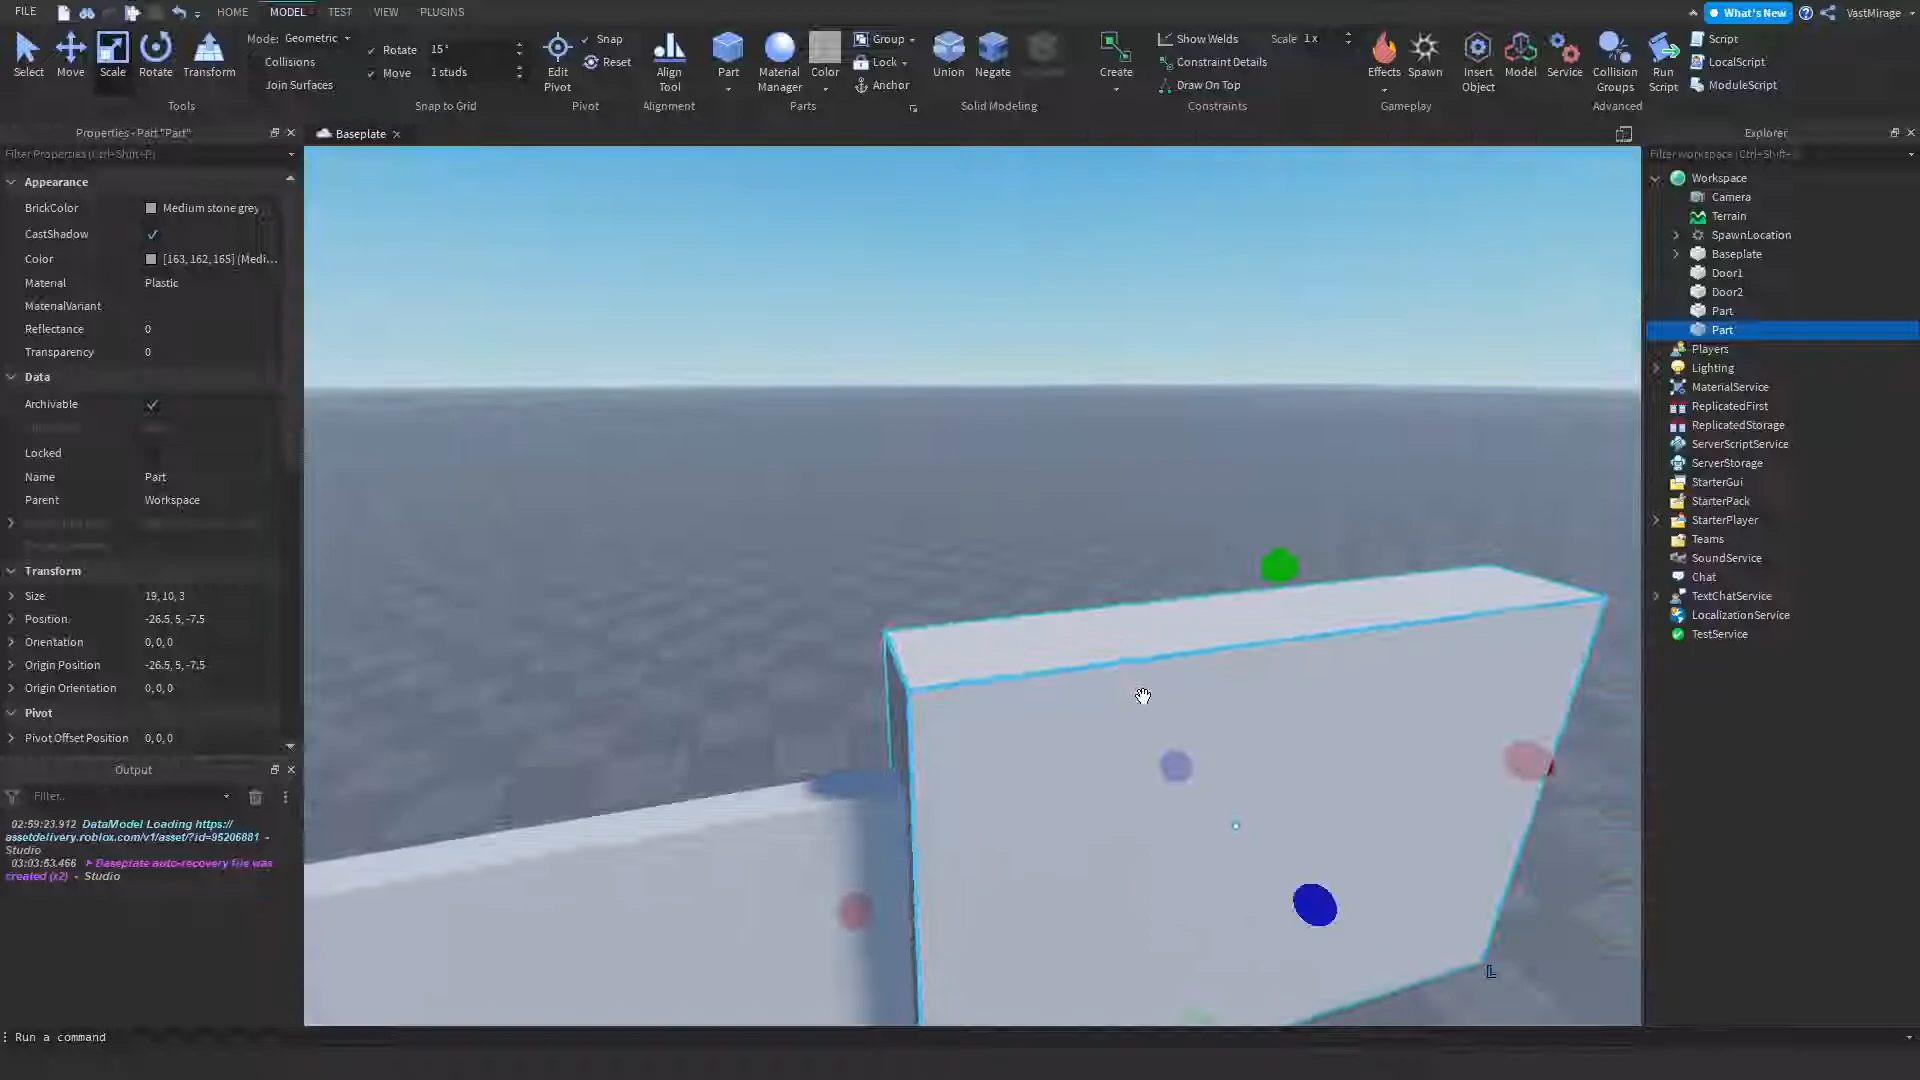 FILE HOME MODEL TEST VIEW PLUGINS What's New VastMirage
Mode: Geometric Rotate 15° Snap Group Show Welds Scale 1x Script
Collisions Move 1 studs Reset Lock Constraint Details LocalScript
Select Move Scale Rotate Transform Join Surfaces Edit Pivot Align Tool Part Material Manager Color Anchor Union Negate Create Draw On Top Effects Spawn Insert Object Model Service Collision Groups Run Script ModuleScript
Tools Snap to Grid Pivot Alignment Parts Solid Modeling Constraints Gameplay Advanced
Properties - Part "Part"
Filter Properties (Ctrl+Shift+P)
Appearance
BrickColor Medium stone grey
CastShadow
Color [163, 162, 165] (Medi...
Material Plastic
MaterialVariant
Reflectance 0
Transparency 0
Data
Archivable
Locked
Name Part
Parent Workspace
Transform
Size 19, 10, 3
Position -26.5, 5, -7.5
Orientation 0, 0, 0
Origin Position -26.5, 5, -7.5
Origin Orientation 0, 0, 0
Pivot
Pivot Offset Position 0, 0, 0
Output
Filter...
02:59:23.912 DataModel Loading https://
assetdelivery.roblox.com/v1/asset/?id=95206881 -
Studio
03:03:53.466 Baseplate auto-recovery file was
created (x2) - Studio
Run a command
Baseplate
L
Explorer
Filter workspace (Ctrl+Shift+
Workspace
Camera
Terrain
SpawnLocation
Baseplate
Door1
Door2
Part
Part
Players
Lighting
MaterialService
ReplicatedFirst
ReplicatedStorage
ServerScriptService
ServerStorage
StarterGui
StarterPack
StarterPlayer
Teams
SoundService
Chat
TextChatService
LocalizationService
TestService